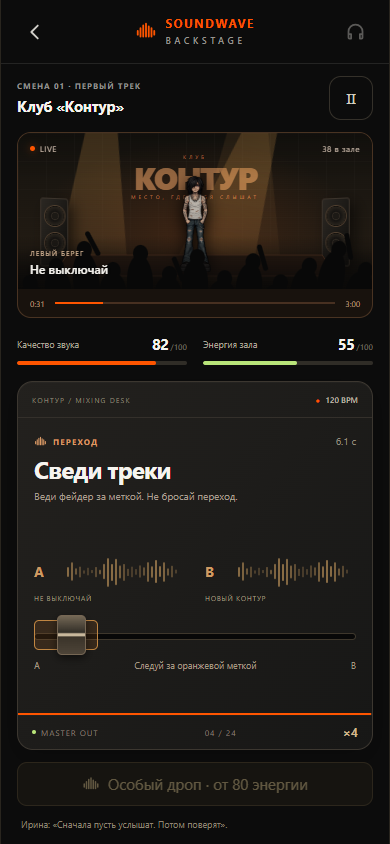 SOUNDWAVE
BACKSTAGE
СМЕНА 01 · ПЕРВЫЙ ТРЕК
Клуб «Контур»
LIVE
38 в зале
КЛУБ
КОНТУР
МЕСТО, СЛЫШАТ
ЛЕВЫЙ БЕРЕГ
Не выключай
0:31
3:00
Качество звука
82/100
Энергия зала
55/100
КОНТУР / MIXING DESK
120 BPM
ПЕРЕХОД
6.1 с
Сведи треки
Веди фейдер за меткой. Не бросай переход.
A
B
НЕ ВЫКЛЮЧАЙ
НОВЫЙ КОНТУР
A
Следуй за оранжевой меткой
B
MASTER OUT
04 / 24
×4
Особый дроп · от 80 энергии
Ирина: «Сначала пусть услышат. Потом поверят».